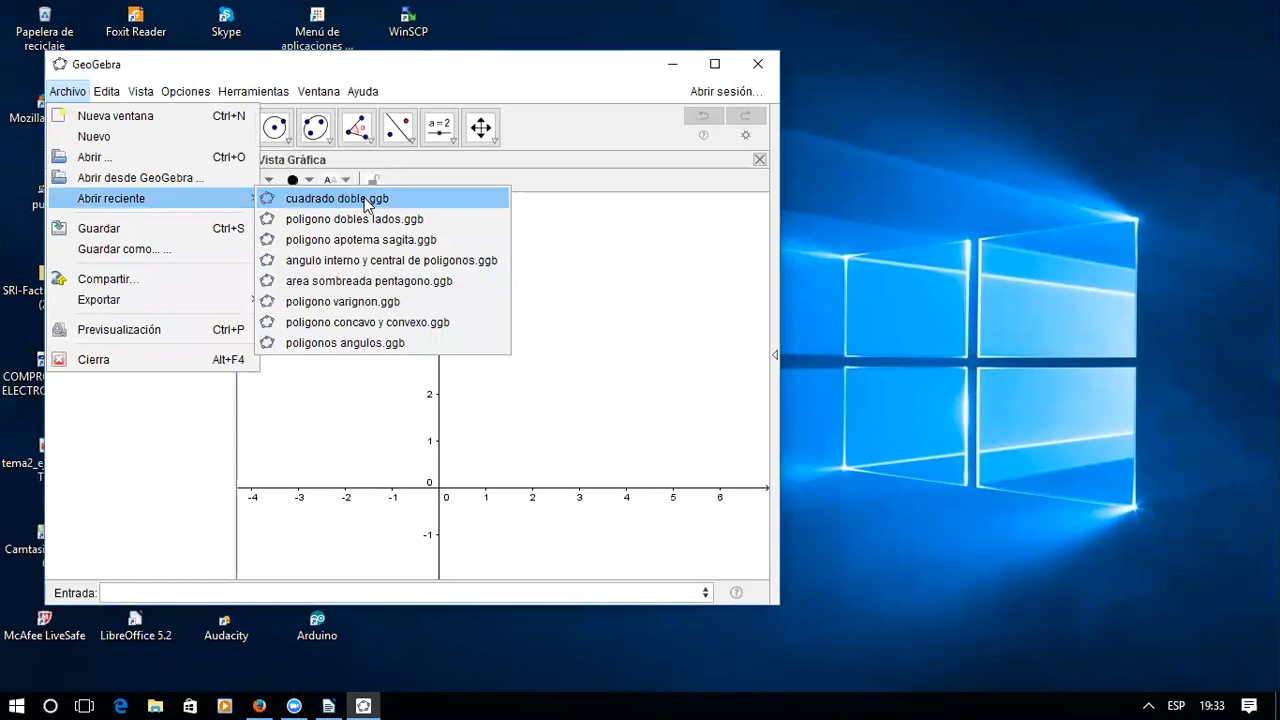 Papelera de
reciclaje
Foxit Reader
Skype
Menú de
aplicaciones ...
WinSCP
GeoGebra
Archivo Edita Vista Opciones Herramientas Ventana Ayuda
Abrir sesión...
Nueva ventana Ctrl+N
Nuevo
Abrir ... Ctrl+O
Abrir desde GeoGebra ...
Abrir reciente
Guardar Ctrl+S
Guardar como... ...
Compartir...
Exportar
Previsualización Ctrl+P
Cierra Alt+F4
a=2
Vista Gráfica
AA
cuadrado doble.ggb
poligono dobles lados.ggb
poligono apotema sagita.ggb
angulo interno y central de poligonos.ggb
area sombreada pentagono.ggb
poligono varignon.ggb
poligono concavo y convexo.ggb
poligonos angulos.ggb
2
1
0
-4 -3 -2 -1 0 1 2 3 4 5 6
-1
Entrada:
Mozilla
pu
SRI-Fact
(2
COMPR
ELECTRO
tema2_e
T
Camtasi
McAfee LiveSafe
LibreOffice 5.2
Audacity
Arduino
ESP
19:33